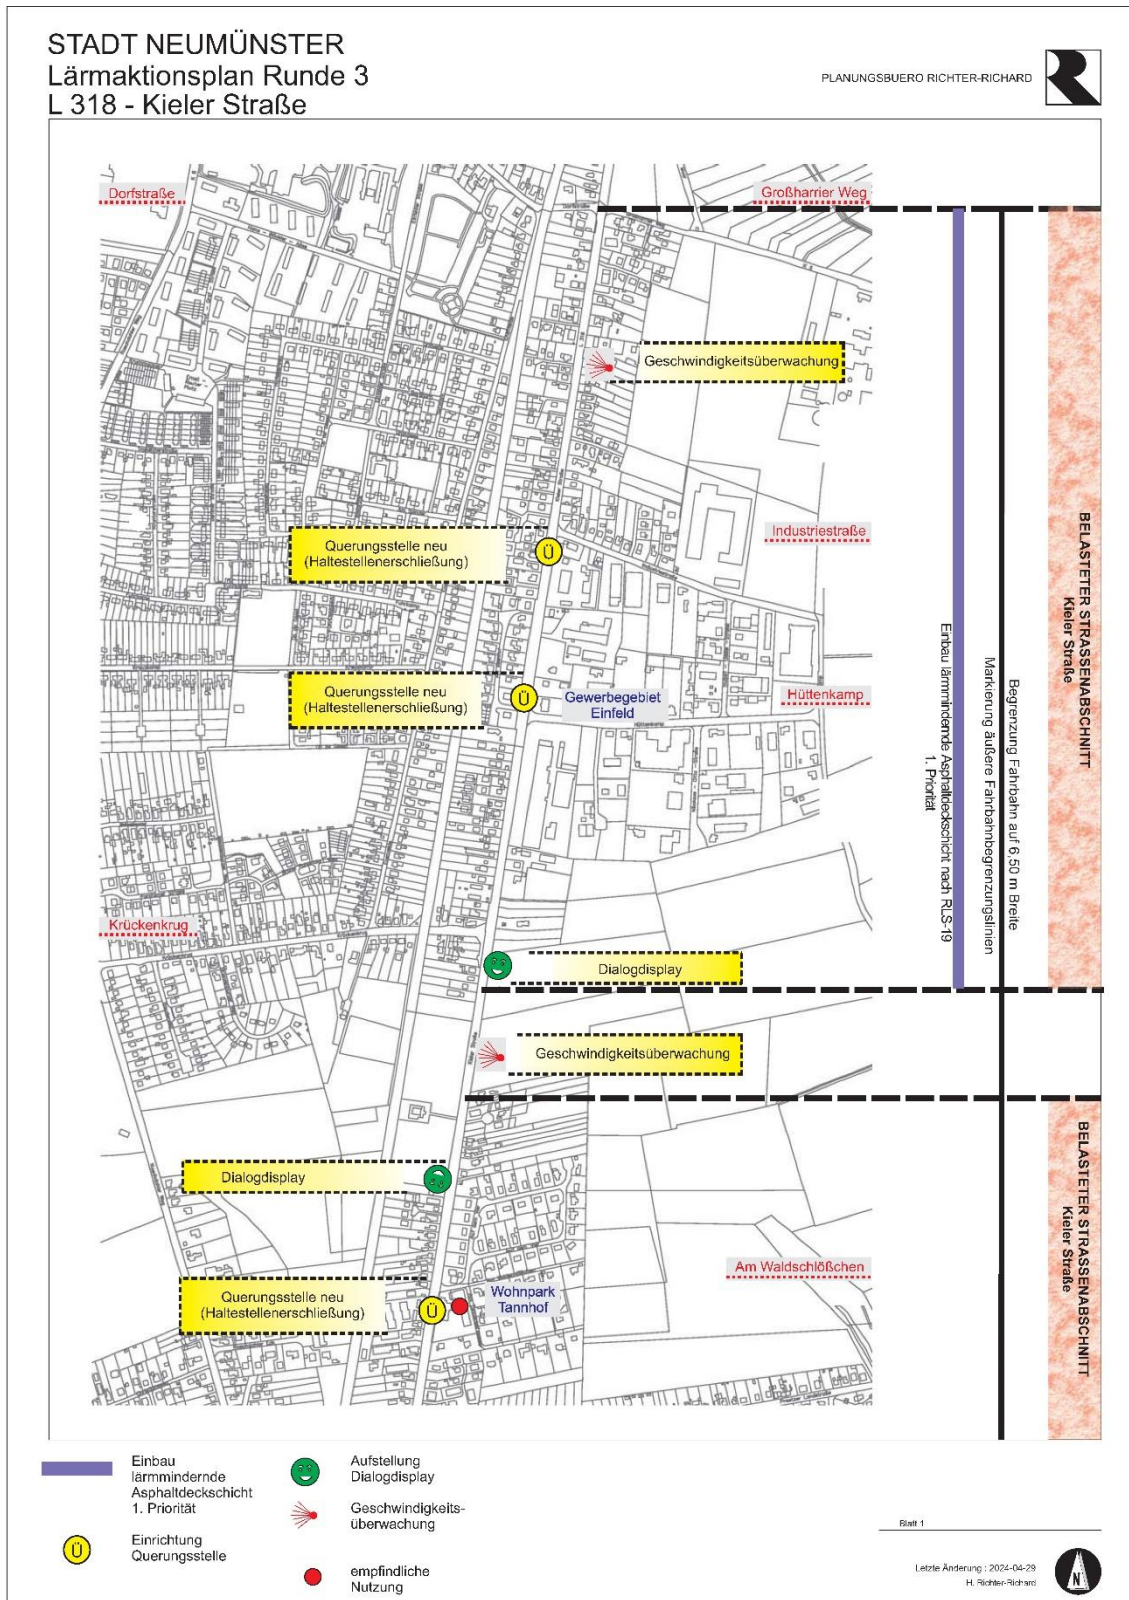 STADT NEUMÜNSTER
Lärmaktionsplan Runde 3
L 318 - Kieler Straße
PLANUNGSBUERO RICHTER-RICHARD
Dorfstraße
Großharrier Weg
Geschwindigkeitsüberwachung
Industriestraße
Querungsstelle neu
(Haltestellenerschließung)
Ü
Querungsstelle neu
(Haltestellenerschließung)
Ü
Gewerbegebiet
Einfeld
Hüttenkamp
Krückenkrug
Dialogdisplay
Geschwindigkeitsüberwachung
Dialogdisplay
Am Waldschlößchen
Querungsstelle neu
(Haltestellenerschließung)
Ü
Wohnpark
Tannhof
Einbau lärmmindernde Asphaltdeckschicht nach RLS-19
1. Priorität
Begrenzung Fahrbahn auf 6,50 m Breite
Markierung äußere Fahrbahnbegrenzungslinien
BELASTETER STRASSENABSCHNITT
Kieler Straße
BELASTETER STRASSENABSCHNITT
Kieler Straße
Einbau
lärmmindernde
Asphaltdeckschicht
1. Priorität
Ü
Einrichtung
Querungsstelle
Aufstellung
Dialogdisplay
Geschwindigkeits-
überwachung
empfindliche
Nutzung
Blatt 1
Letzte Änderung : 2024-04-29
H. Richter-Richard
N